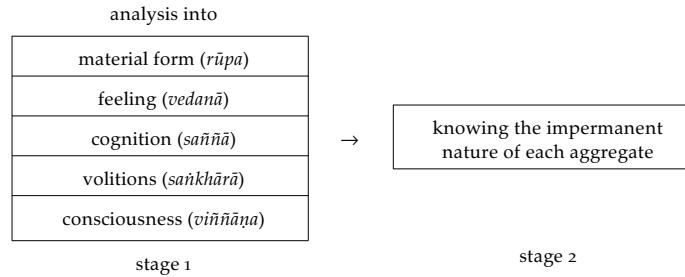 analysis into
material form (rūpa)
feeling (vedanā)
cognition (saññā)
volitions (saṅkhārā)
consciousness (viññāṇa)
stage 1
→
knowing the impermanent
nature of each aggregate
stage 2